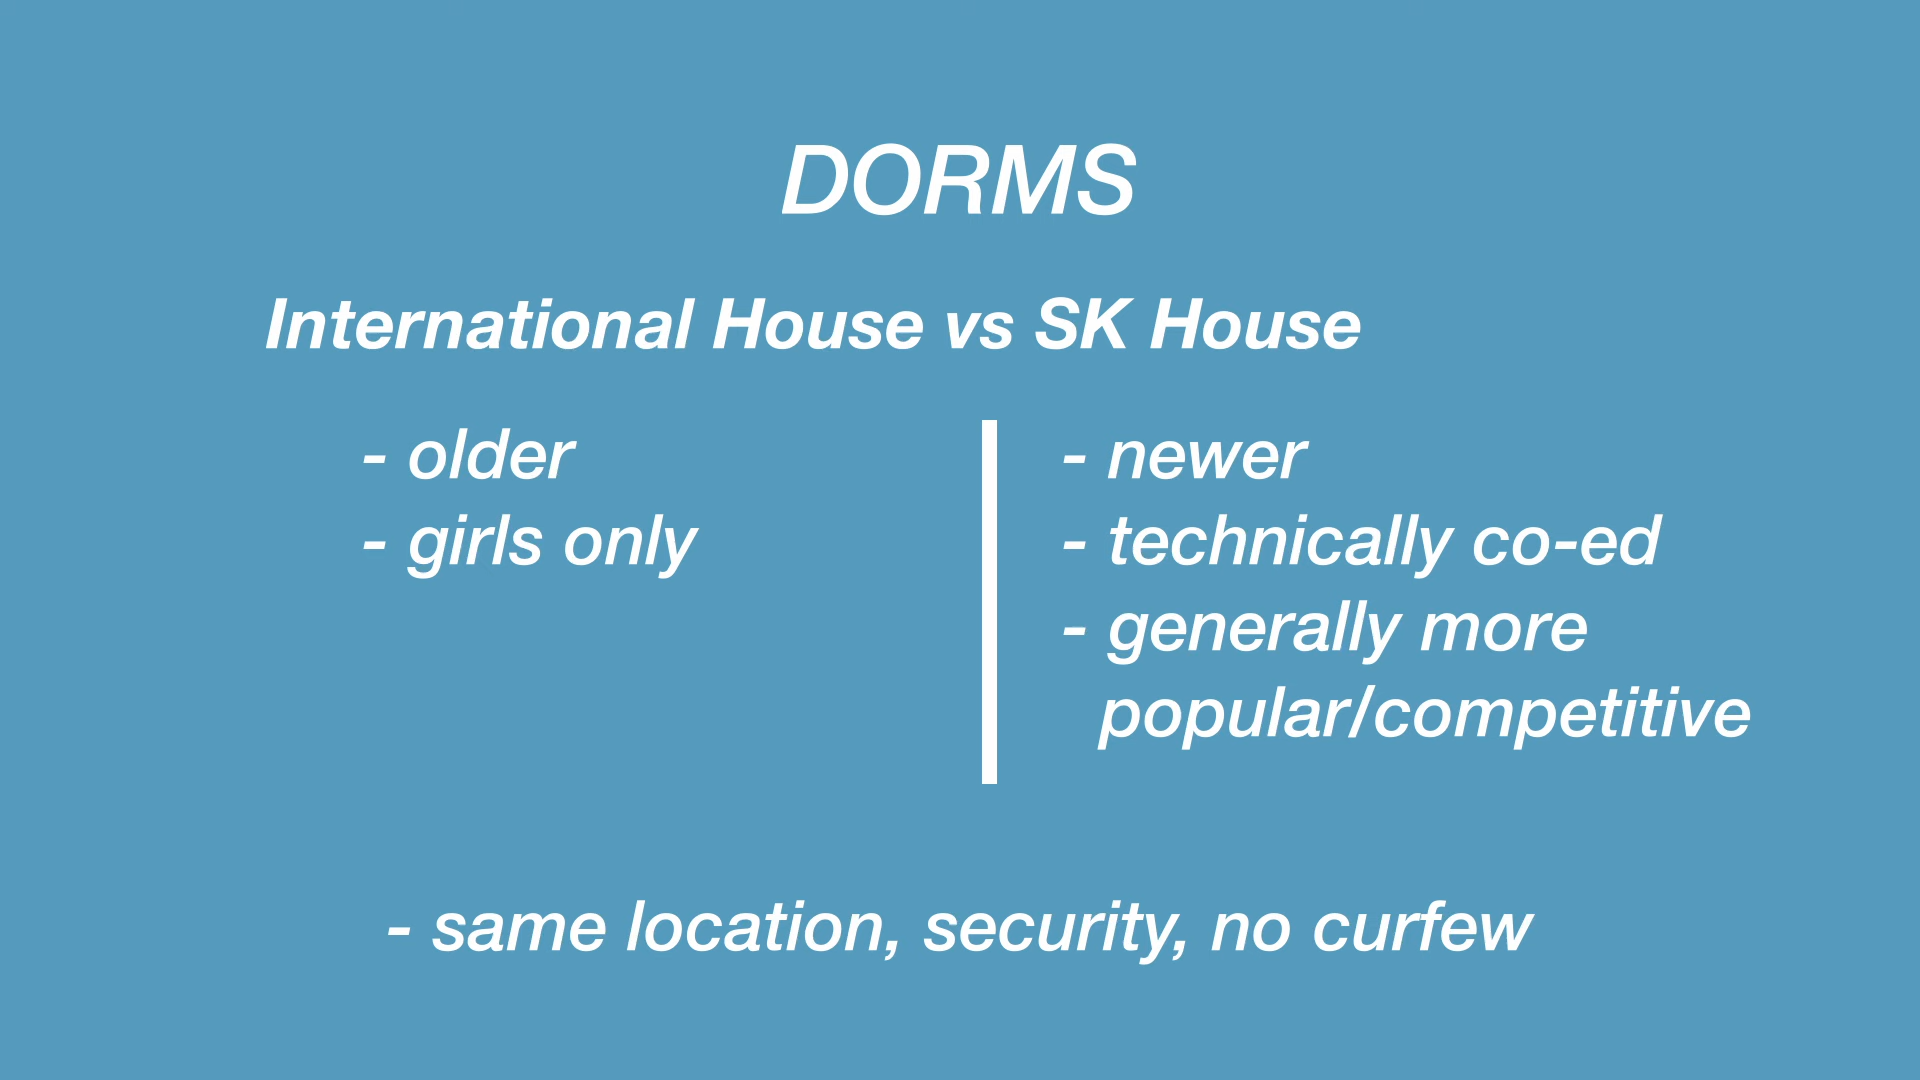 DORMS
International House vs SK House
- older
- girls only
- newer
- technically co-ed
- generally more
popular/competitive
- same location, security, no curfew